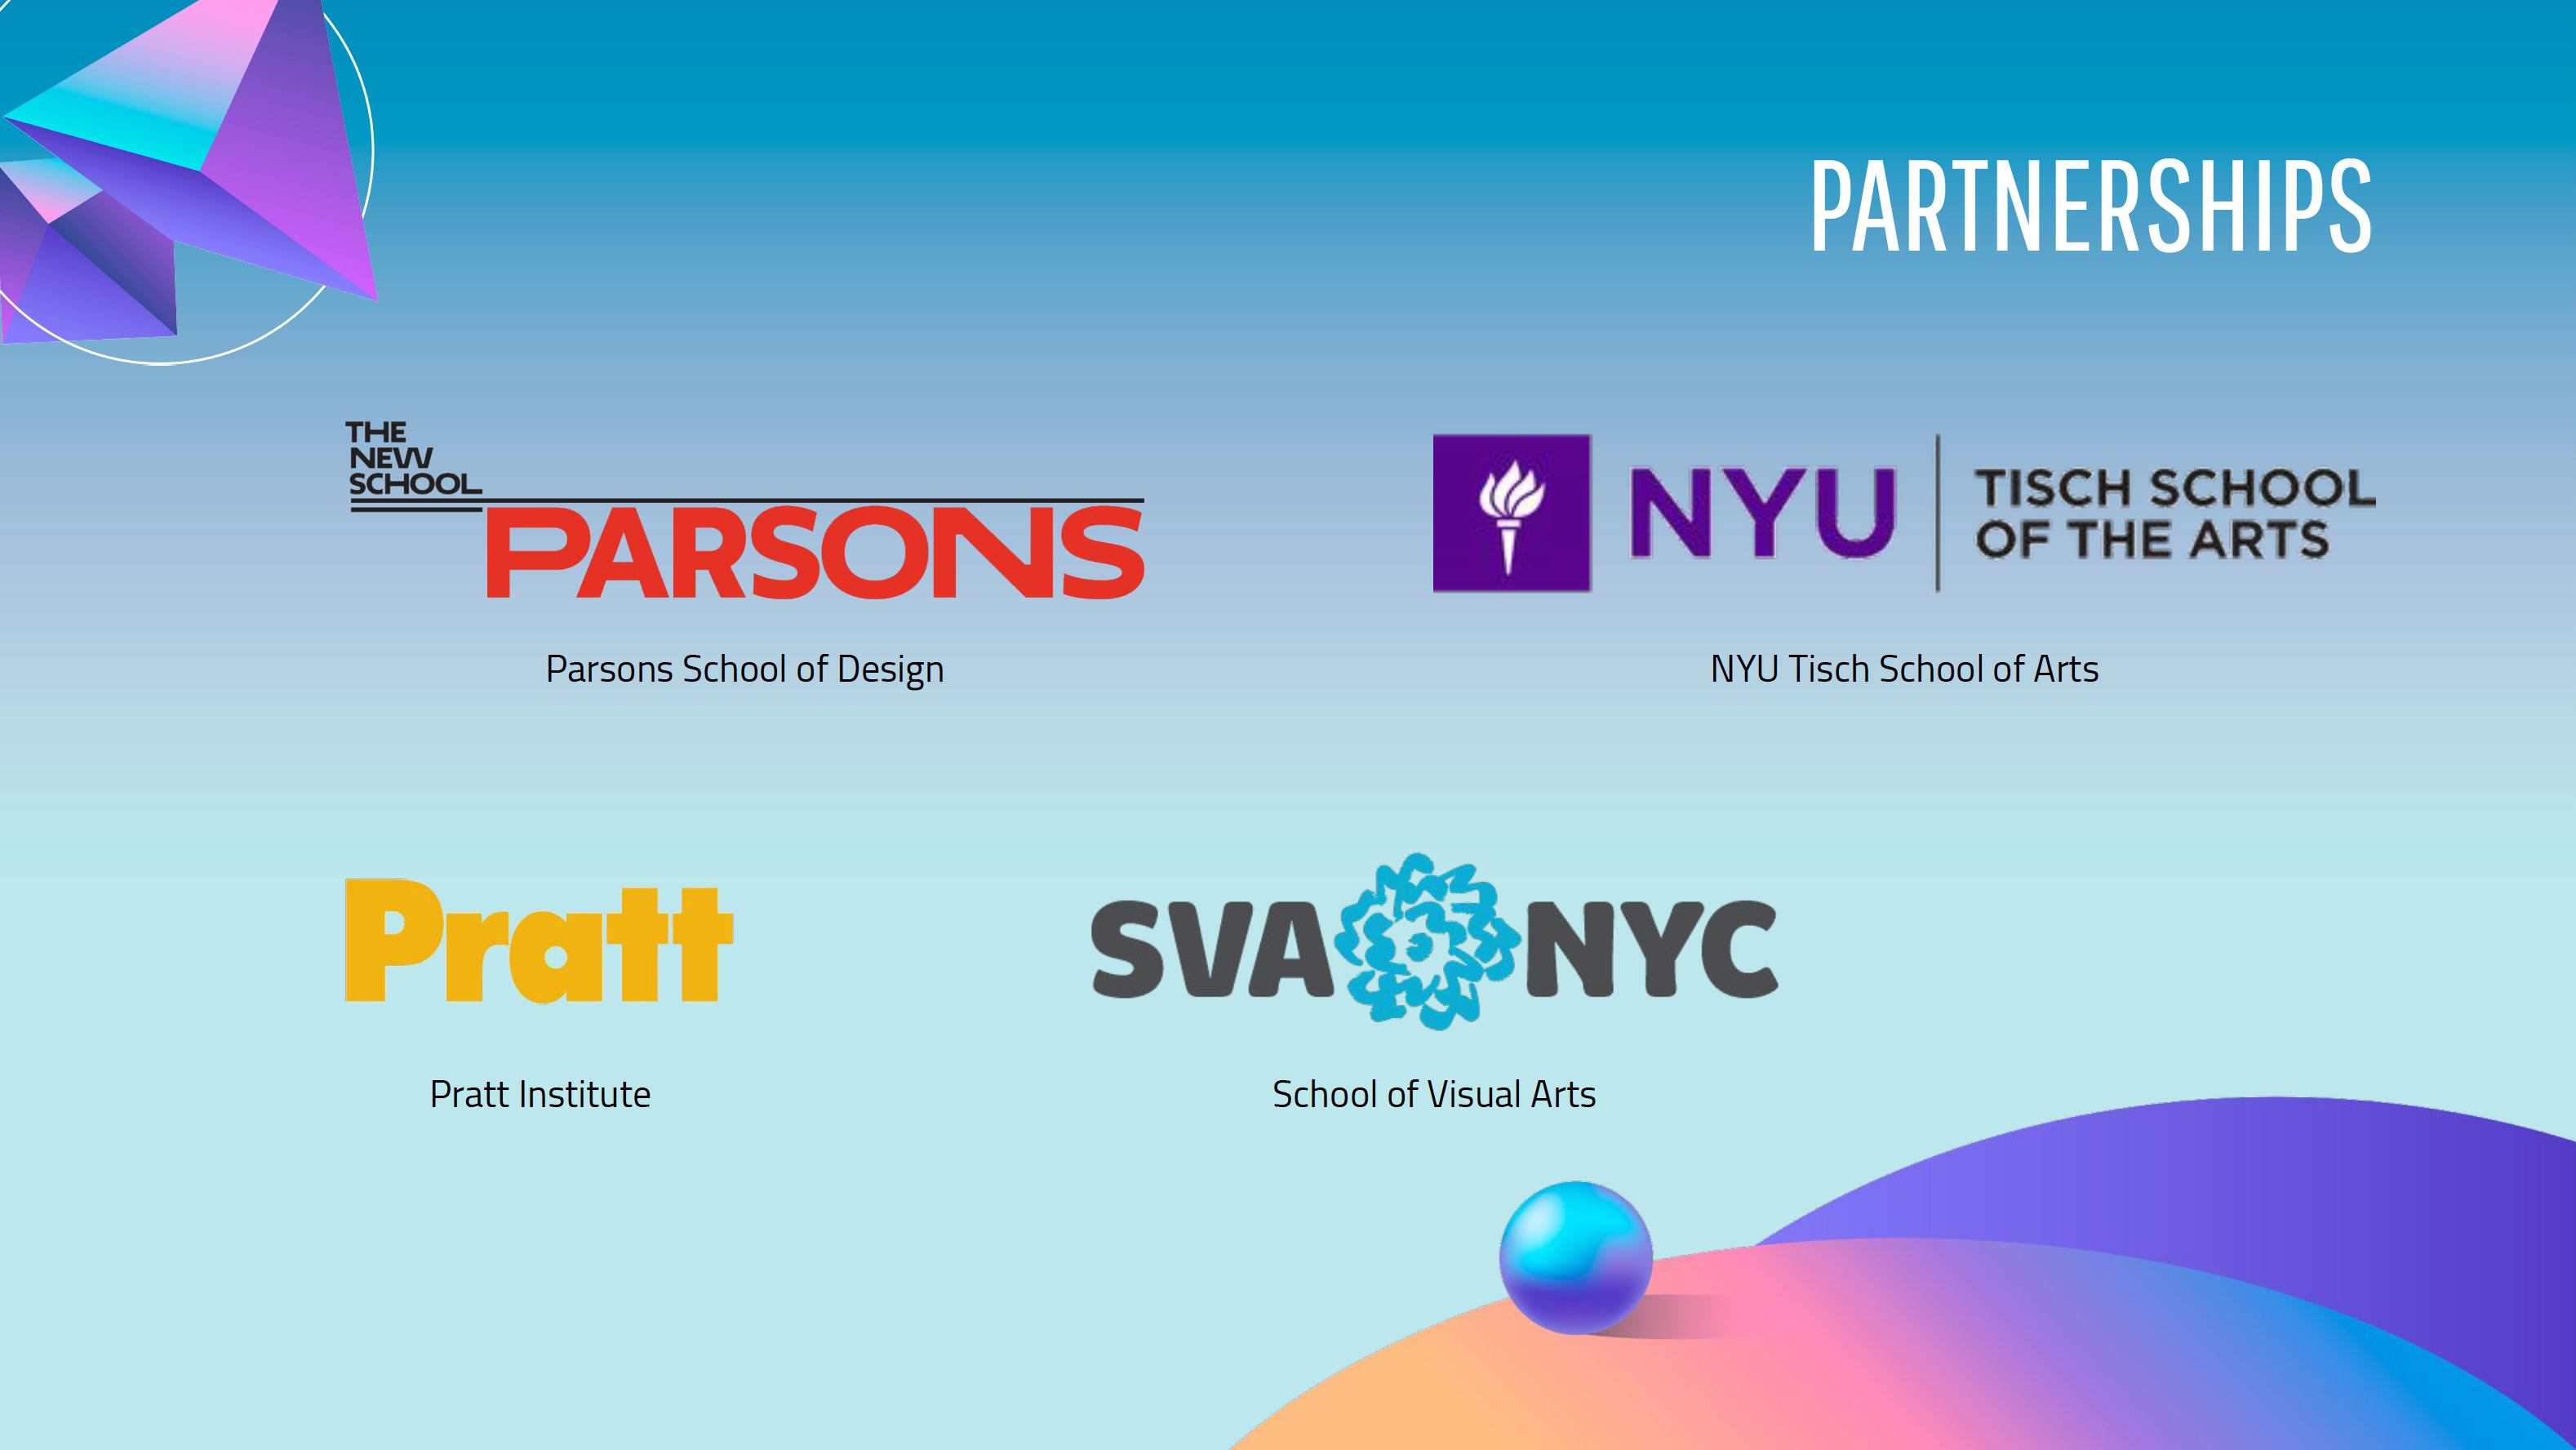 PARTNERSHIPS
THE
NEW
SCHOOL
PARSONS
Parsons School of Design
NYU
TISCH SCHOOL
OF THE ARTS
NYU Tisch School of Arts
Pratt
Pratt Institute
SVA NYC
School of Visual Arts